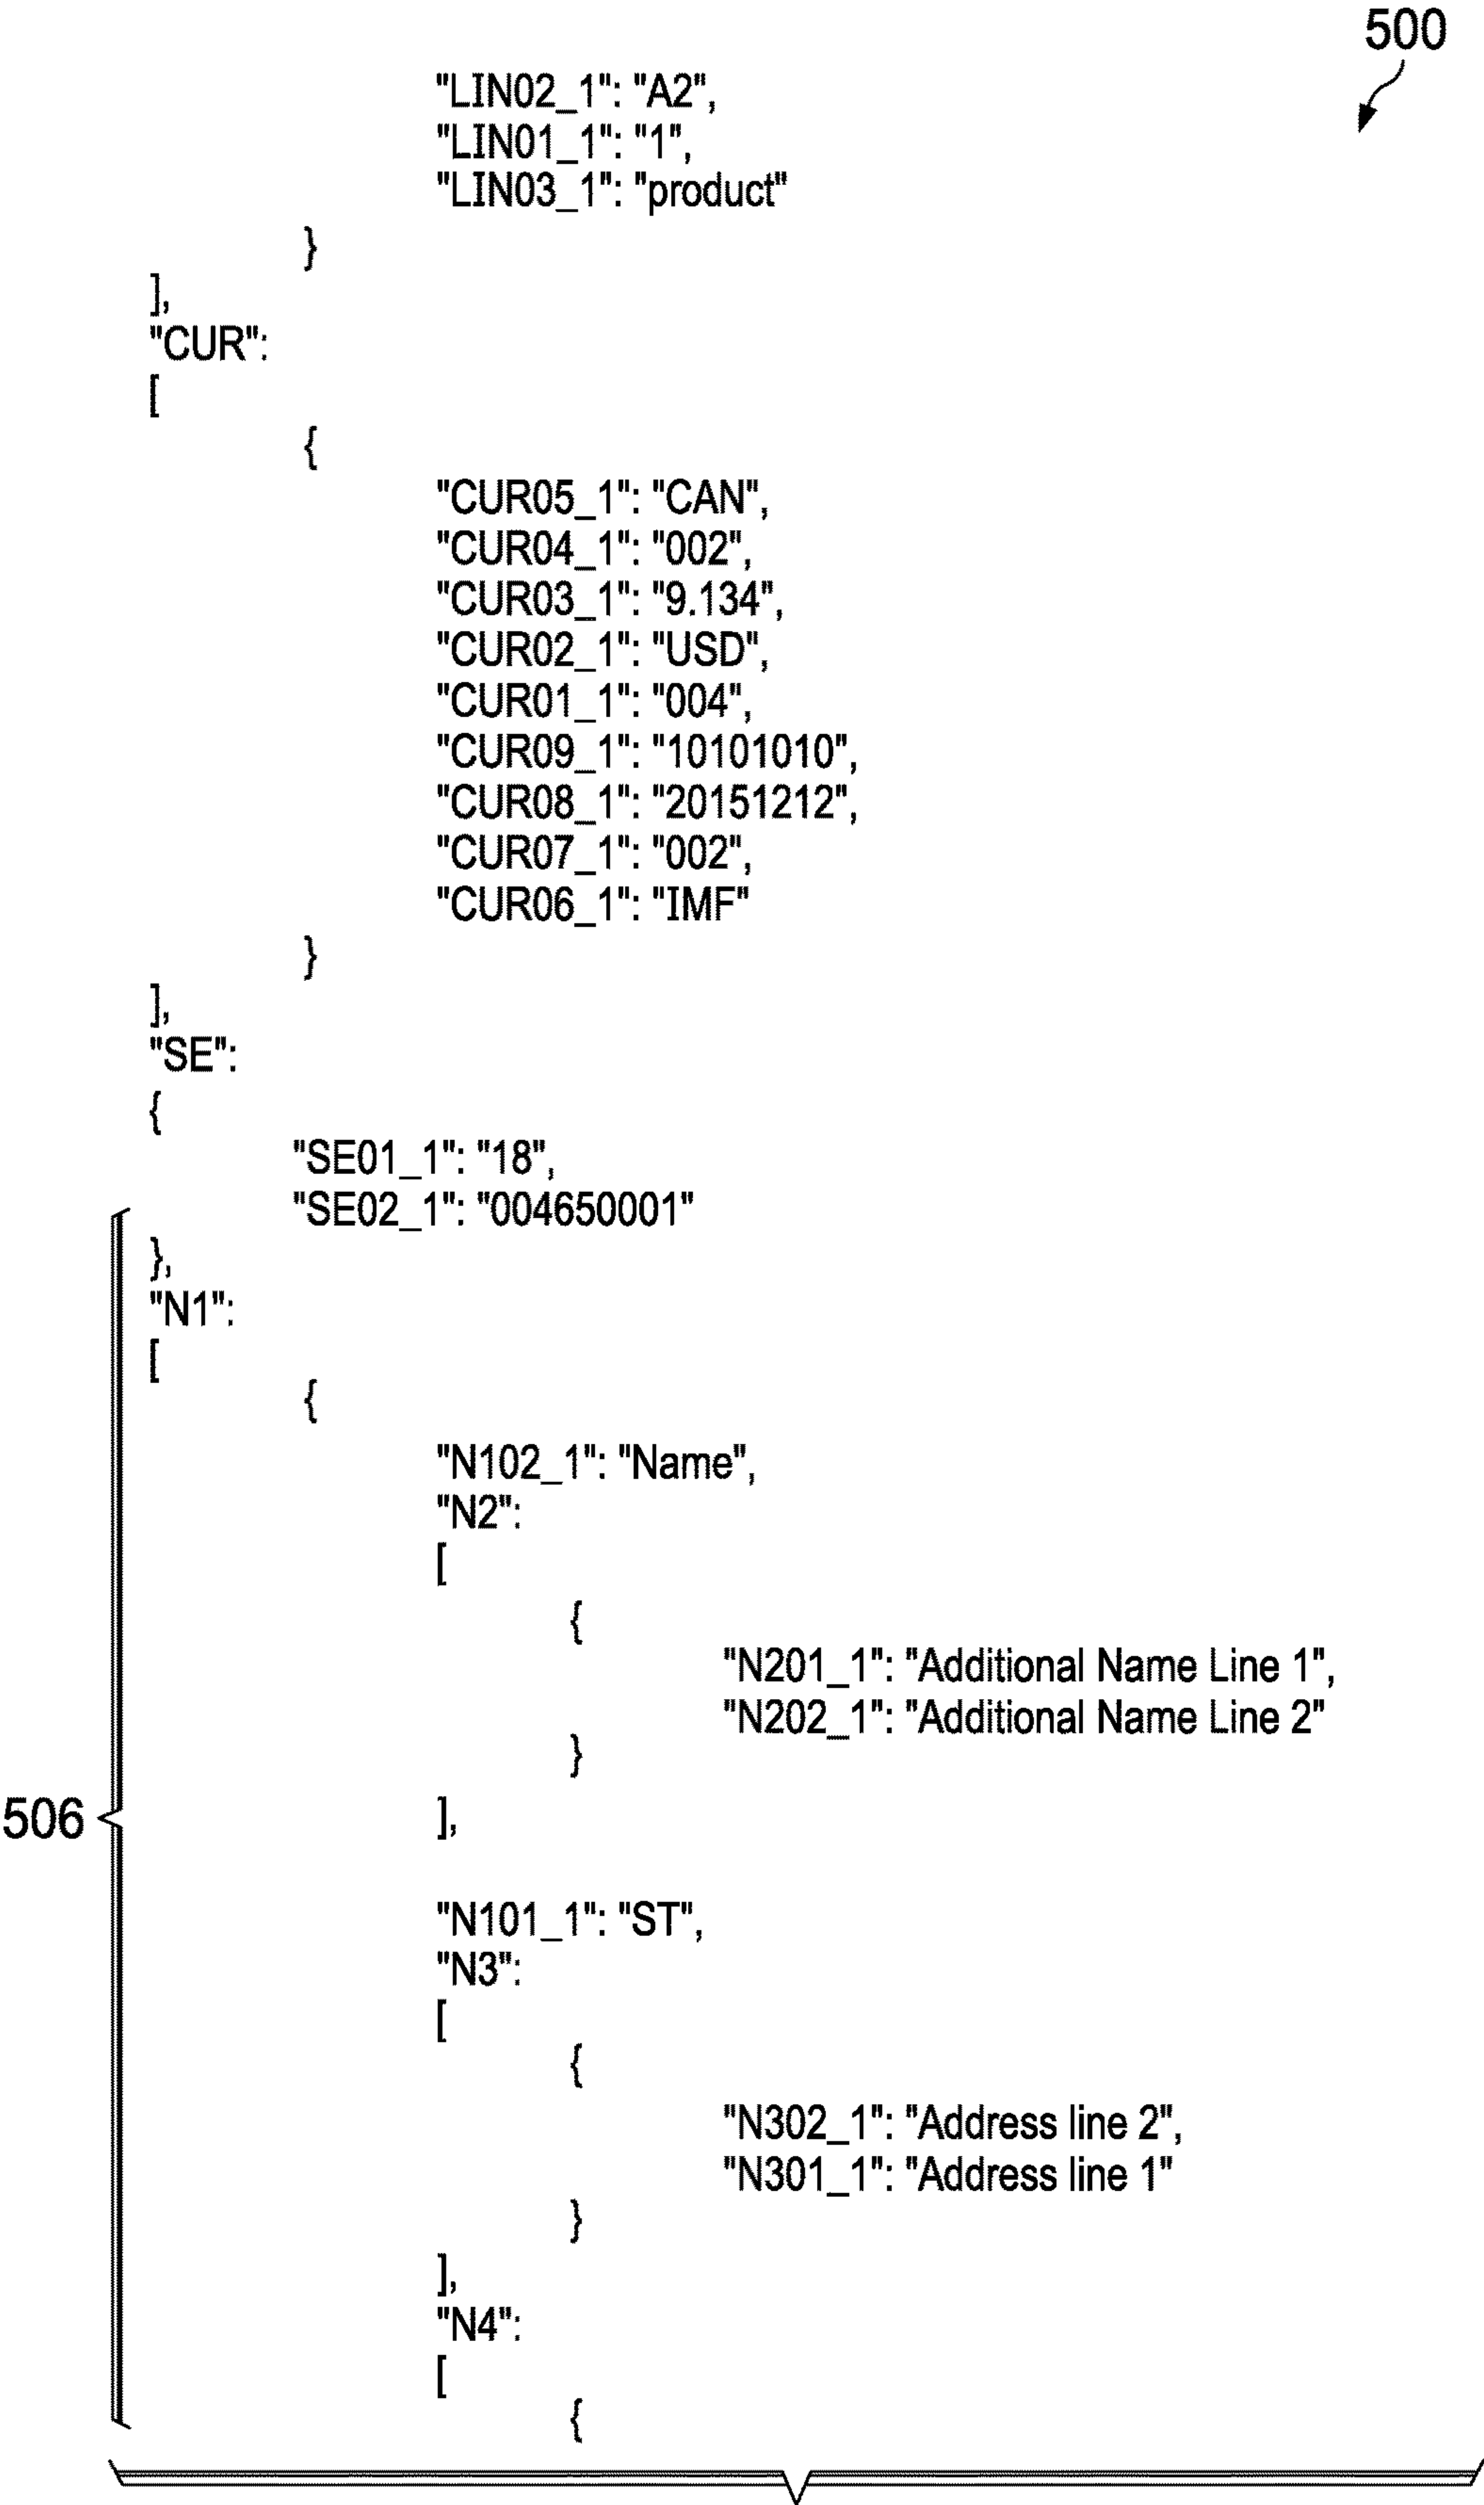 500
"LIN02_1": "A2",
"LIN01_1": "1",
"LIN03_1": "product"
}
],
"CUR":
[
{
"CUR05_1": "CAN",
"CUR04_1": "002",
"CUR03_1": "9.134",
"CUR02_1": "USD",
"CUR01_1": "004",
"CUR09_1": "10101010",
"CUR08_1": "20151212",
"CUR07_1": "002",
"CUR06_1": "IMF"
}
],
"SE":
{
"SE01_1": "18",
"SE02_1": "004650001"
},
"N1":
[
{
"N102_1": "Name",
"N2":
[
{
"N201_1": "Additional Name Line 1",
"N202_1": "Additional Name Line 2"
}
506
],
"N101_1": "ST",
"N3":
[
{
"N302_1": "Address line 2",
"N301_1": "Address line 1"
}
],
"N4":
[
{